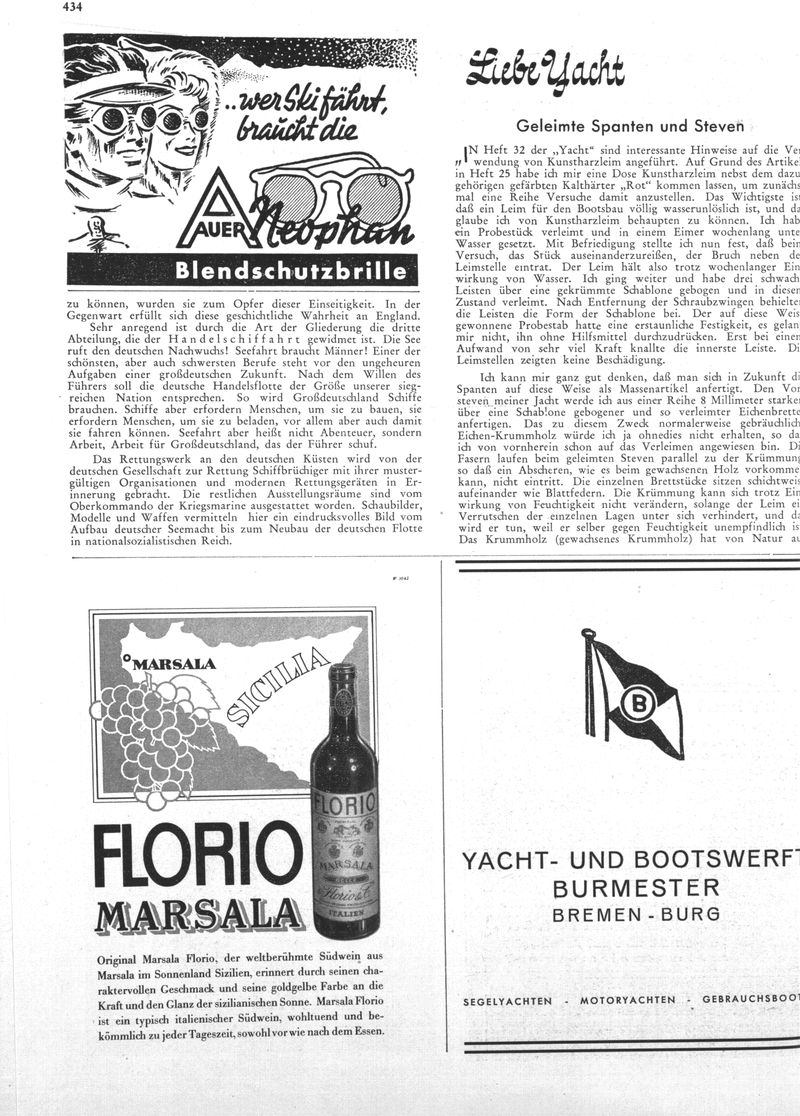 434
..wer Ski fährt,
braucht die
AUER Neophan
Blendschutzbrille
zu können, wurden sie zum Opfer dieser Einseitigkeit. In der
Gegenwart erfüllt sich diese geschichtliche Wahrheit an England.
Sehr anregend ist durch die Art der Gliederung die dritte
Abteilung, die der Handelschiffahrt gewidmet ist. Die See
ruft den deutschen Nachwuchs! Seefahrt braucht Männer! Einer der
schönsten, aber auch schwersten Berufe steht vor den ungeheuren
Aufgaben einer großdeutschen Zukunft. Nach dem Willen des
Führers soll die deutsche Handelsflotte der Größe unserer sieg-
reichen Nation entsprechen. So wird Großdeutschland Schiffe
brauchen. Schiffe aber erfordern Menschen, um sie zu bauen, sie
erfordern Menschen, um sie zu beladen, vor allem aber auch damit
sie fahren können. Seefahrt aber heißt nicht Abenteuer, sondern
Arbeit, Arbeit für Großdeutschland, das der Führer schuf.
Das Rettungswerk an den deutschen Küsten wird von der
deutschen Gesellschaft zur Rettung Schiffbrüchiger mit ihrer muster-
gültigen Organisationen und modernen Rettungsgeräten in Er-
innerung gebracht. Die restlichen Ausstellungsräume sind vom
Oberkommando der Kriegsmarine ausgestattet worden. Schaubilder,
Modelle und Waffen vermitteln hier ein eindrucksvolles Bild vom
Aufbau deutscher Seemacht bis zum Neubau der deutschen Flotte
in nationalsozialistischen Reich.
Liebe Yacht
Geleimte Spanten und Steven
„IN Heft 32 der „Yacht“ sind interessante Hinweise auf die Ver
wendung von Kunstharzleim angeführt. Auf Grund des Artike
in Heft 25 habe ich mir eine Dose Kunstharzleim nebst dem dazu
gehörigen gefärbten Kalthärter „Rot“ kommen lassen, um zunächs
mal eine Reihe Versuche damit anzustellen. Das Wichtigste is
daß ein Leim für den Bootsbau völlig wasserunlöslich ist, und d
glaube ich von Kunstharzleim behaupten zu können. Ich hab
ein Probestück verleimt und in einem Eimer wochenlang unte
Wasser gesetzt. Mit Befriedigung stellte ich nun fest, daß bein
Versuch, das Stück auseinanderzureißen, der Bruch neben de
Leimstelle eintrat. Der Leim hält also trotz wochenlanger Ein
wirkung von Wasser. Ich ging weiter und habe drei schwach
Leisten über eine gekrümmte Schablone gebogen und in diesen
Zustand verleimt. Nach Entfernung der Schraubzwingen behielte
die Leisten die Form der Schablone bei. Der auf diese Weis
gewonnene Probestab hatte eine erstaunliche Festigkeit, es gelan
mir nicht, ihn ohne Hilfsmittel durchzudrücken. Erst bei einen
Aufwand von sehr viel Kraft knallte die innerste Leiste. Di
Leimstellen zeigten keine Beschädigung.
Ich kann mir ganz gut denken, daß man sich in Zukunft di
Spanten auf diese Weise als Massenartikel anfertigt. Den Vor
steven meiner Jacht werde ich aus einer Reihe 8 Millimeter starker
über eine Schablone gebogener und so verleimter Eichenbrette
anfertigen. Das zu diesem Zweck normalerweise gebräuchlich
Eichen-Krummholz würde ich ja ohnedies nicht erhalten, so da
ich von vornherein schon auf das Verleimen angewiesen bin. Di
Fasern laufen beim geleimten Steven parallel zu der Krümmung
so daß ein Abscheren, wie es beim gewachsenen Holz vorkomme
kann, nicht eintritt. Die einzelnen Brettstücke sitzen schichtweis
aufeinander wie Blattfedern. Die Krümmung kann sich trotz Ein
wirkung von Feuchtigkeit nicht verändern, solange der Leim ei
Verrutschen der einzelnen Lagen unter sich verhindert, und da
wird er tun, weil er selber gegen Feuchtigkeit unempfindlich is
Das Krummholz (gewachsenes Krummholz) hat von Natur au
MARSALA
SICILIA
FLORIO
MARSALA
Florio & C.
ITALIEN
FLORIO
MARSALA
Original Marsala Florio, der weltberühmte Südwein aus
Marsala im Sonnenland Sizilien, erinnert durch seinen cha-
raktervollen Geschmack und seine goldgelbe Farbe an die
Kraft und den Glanz der sizilianischen Sonne. Marsala Florio
ist ein typisch italienischer Südwein, wohltuend und be-
kömmlich zu jeder Tageszeit, sowohl vor wie nach dem Essen.
B
YACHT- UND BOOTSWERFT
BURMESTER
BREMEN - BURG
SEGELYACHTEN - MOTORYACHTEN - GEBRAUCHSBOOT